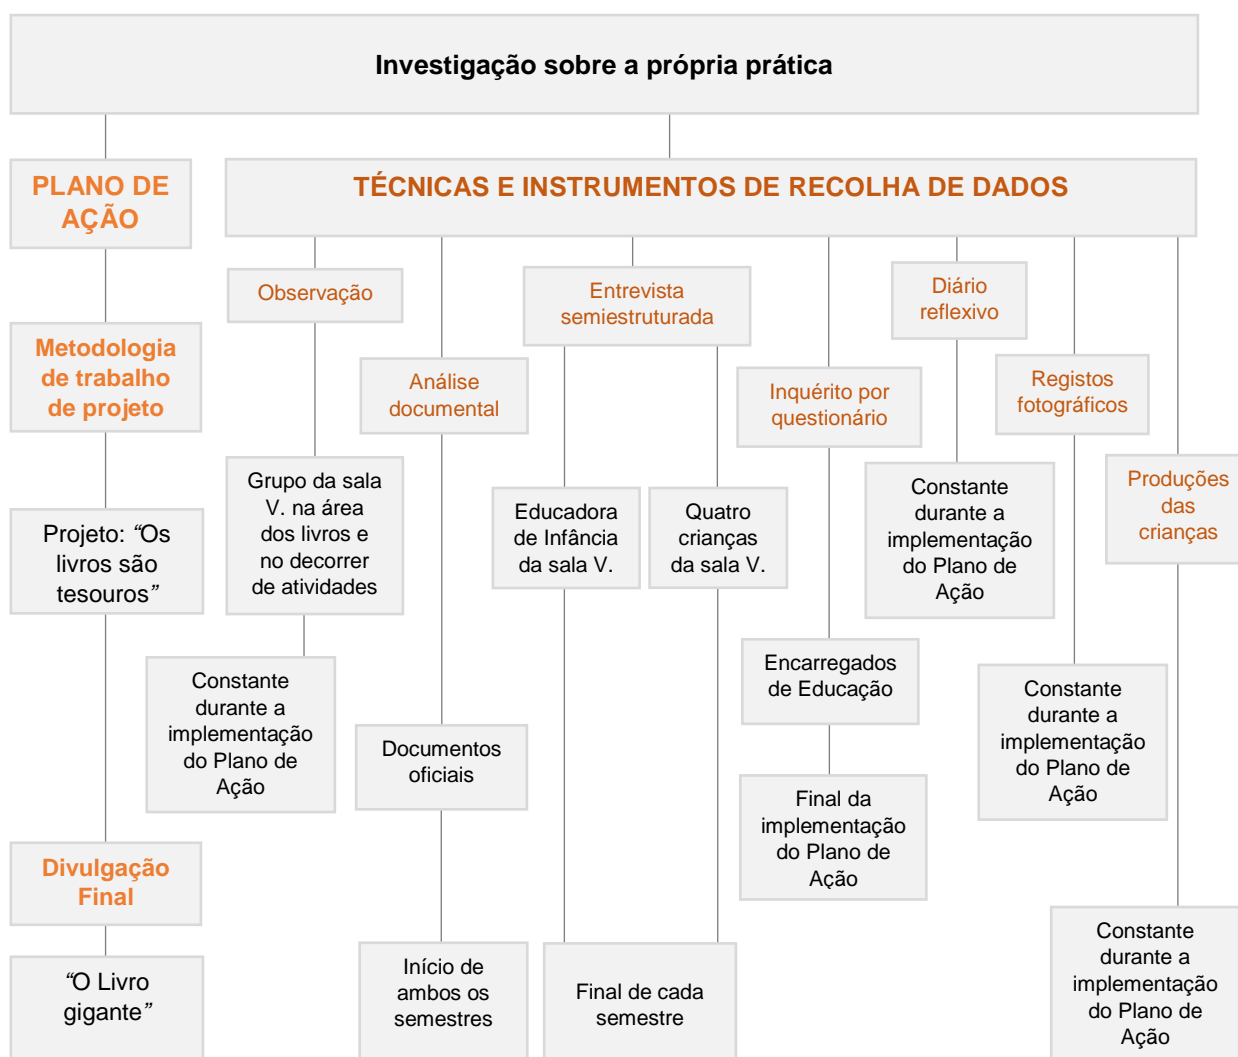 Investigação sobre a própria prática
PLANO DE
AÇÃO
Metodologia
de trabalho
de projeto
Projeto: “Os
livros são
tesouros”
Divulgação
Final
“O Livro
gigante”
TÉCNICAS E INSTRUMENTOS DE RECOLHA DE DADOS
Observação
Grupo da sala
V. na área
dos livros e
no decorrer
de atividades
Constante
durante a
implementação
do Plano de
Ação
Análise
documental
Documentos
oficiais
Início de
ambos os
semestres
Entrevista
semiestruturada
Educadora
de Infância
da sala V.
Quatro
crianças
da sala V.
Final de cada
semestre
Inquérito por
questionário
Encarregados
de Educação
Final da
implementação
do Plano de
Ação
Diário
reflexivo
Constante
durante a
implementação
do Plano de
Ação
Registos
fotográficos
Constante
durante a
implementação
do Plano de
Ação
Produções
das
crianças
Constante
durante a
implementação
do Plano de
Ação